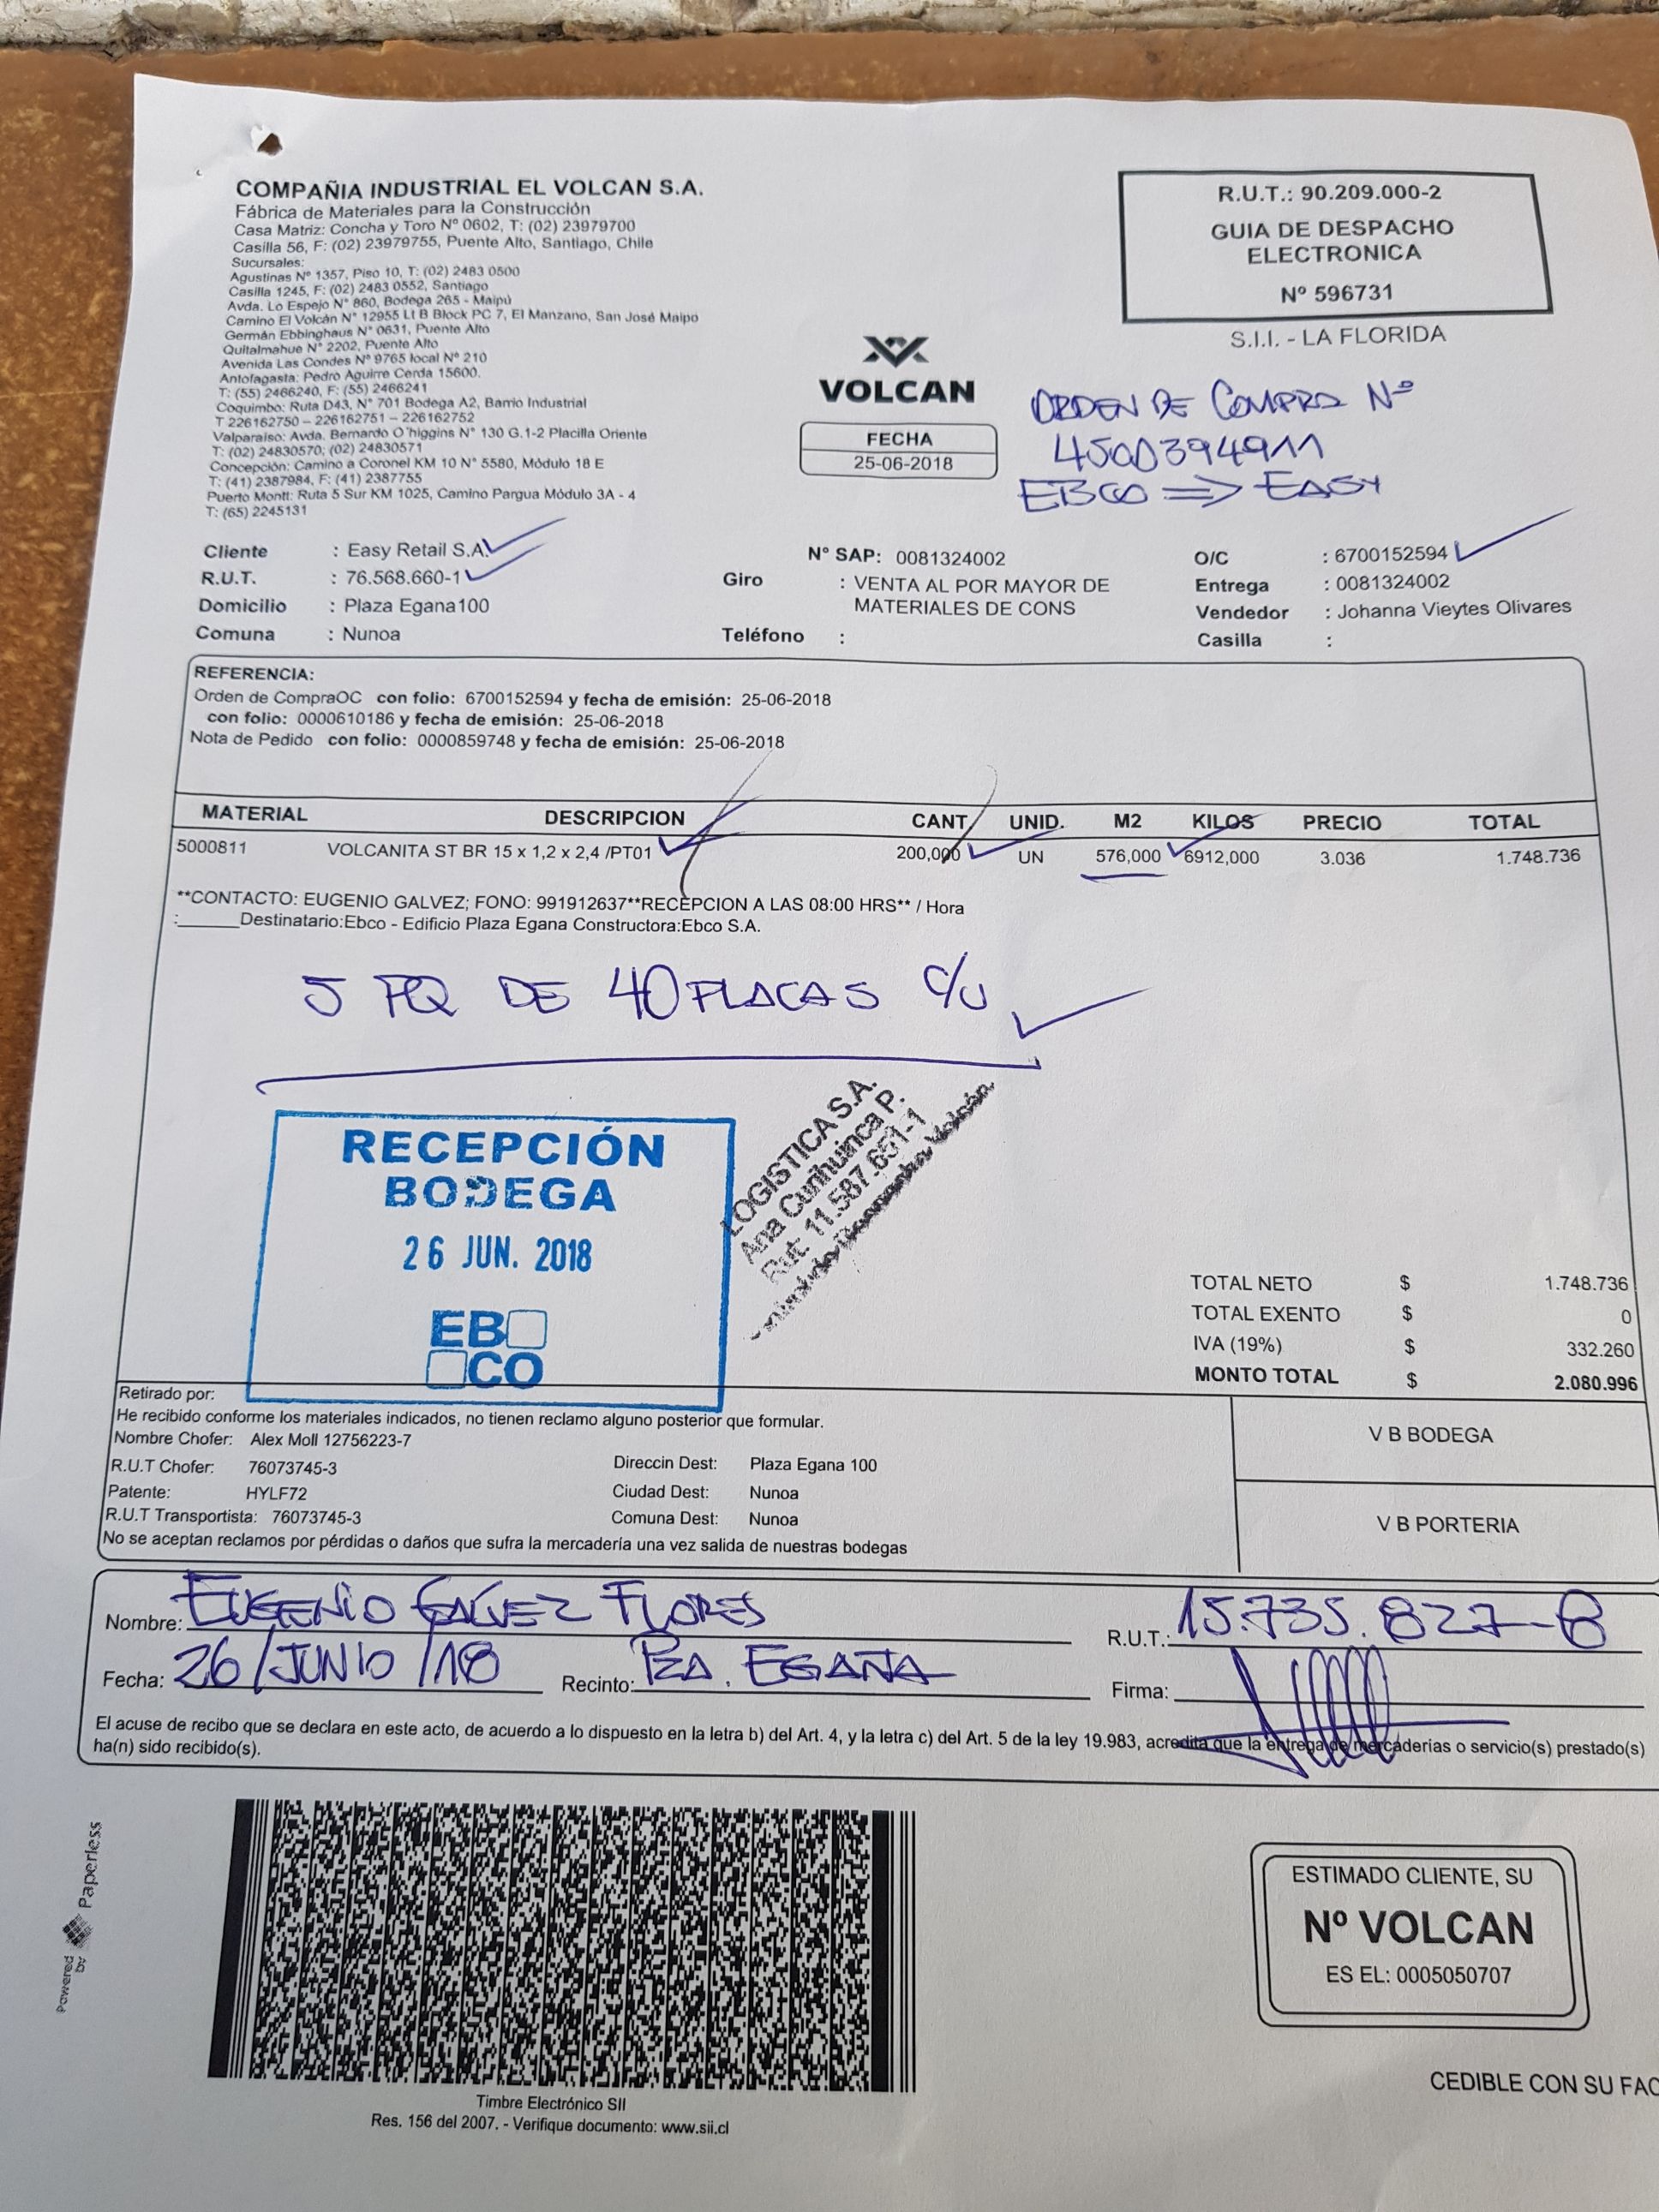 COMPAÑIA INDUSTRIAL EL VOLCAN S.A.
Fábrica de Materiales para la Construcción
Casa Matriz: Concha y Toro Nº 0602, T: (02) 23979700
Casilla 56, F: (02) 23979755, Puente Alto, Santiago, Chile
Sucursales:
Agustinas Nº 1357, Piso 10, T: (02) 2483 0500
Casilla 1245, F: (02) 2483 0552, Santiago
Avda. Lo Espejo N° 860, Bodega 265 - Maipú
Camino El Volcán N° 12955 Lt B Block PC 7, El Manzano, San José Maipo
Germán Ebbinghaus N° 0631, Puente Alto
Quitalmahue N° 2202, Puente Alto
Avenida Las Condes Nº 9765 local Nº 210
Antofagasta: Pedro Aguirre Cerda 15600.
T: (55) 2466240, F: (55) 2466241
Coquimbo: Ruta D43, N° 701 Bodega A2, Barrio Industrial
T 226162750 – 226162751 – 226162752
Valparaíso: Avda. Bernardo O´higgins N° 130 G.1-2 Placilla Oriente
T: (02) 24830570; (02) 24830571
Concepción: Camino a Coronel KM 10 N° 5580, Módulo 18 E
T: (41) 2387984, F: (41) 2387755
Puerto Montt: Ruta 5 Sur KM 1025, Camino Pargua Módulo 3A - 4
T: (65) 2245131
R.U.T.: 90.209.000-2
GUIA DE DESPACHO
ELECTRONICA
Nº 596731
S.I.I. - LA FLORIDA
VOLCAN
FECHA
25-06-2018
ORDEN DE COMPRA Nº
4500394911
EBCO => EASY
Cliente : Easy Retail S.A. N° SAP: 0081324002 O/C : 6700152594
R.U.T. : 76.568.660-1 Giro : VENTA AL POR MAYOR DE Entrega : 0081324002
Domicilio : Plaza Egana100 MATERIALES DE CONS Vendedor : Johanna Vieytes Olivares
Comuna : Nunoa Teléfono : Casilla :
REFERENCIA:
Orden de CompraOC con folio: 6700152594 y fecha de emisión: 25-06-2018
con folio: 0000610186 y fecha de emisión: 25-06-2018
Nota de Pedido con folio: 0000859748 y fecha de emisión: 25-06-2018
MATERIAL DESCRIPCION CANT UNID. M2 KILOS PRECIO TOTAL
5000811 VOLCANITA ST BR 15 x 1,2 x 2,4 /PT01 200,000 UN 576,000 6912,000 3.036 1.748.736
**CONTACTO: EUGENIO GALVEZ; FONO: 991912637**RECEPCION A LAS 08:00 HRS** / Hora
:______Destinatario:Ebco - Edificio Plaza Egana Constructora:Ebco S.A.
5 PQ DE 40 PLACAS c/u
RECEPCIÓN
BODEGA
26 JUN. 2018
EB
CO
LOGISTICA S.A.
Ana Curihuinca P.
Rut: 11.587.651-1
TOTAL NETO $ 1.748.736
TOTAL EXENTO $ 0
IVA (19%) $ 332.260
MONTO TOTAL $ 2.080.996
Retirado por:
He recibido conforme los materiales indicados, no tienen reclamo alguno posterior que formular.
Nombre Chofer: Alex Moll 12756223-7
R.U.T Chofer: 76073745-3 Direccin Dest: Plaza Egana 100
Patente: HYLF72 Ciudad Dest: Nunoa
R.U.T Transportista: 76073745-3 Comuna Dest: Nunoa
No se aceptan reclamos por pérdidas o daños que sufra la mercadería una vez salida de nuestras bodegas
V B BODEGA
V B PORTERIA
Nombre: EUGENIO GALVEZ FLORES R.U.T.: 15.735.827-8
Fecha: 26/JUNIO/18 Recinto: PZA. EGAÑA Firma:
El acuse de recibo que se declara en este acto, de acuerdo a lo dispuesto en la letra b) del Art. 4, y la letra c) del Art. 5 de la ley 19.983, acredita que la entrega de mercaderías o servicio(s) prestado(s)
ha(n) sido recibido(s).
Powered by Paperless
Timbre Electrónico SII
Res. 156 del 2007. - Verifique documento: www.sii.cl
ESTIMADO CLIENTE, SU
Nº VOLCAN
ES EL: 0005050707
CEDIBLE CON SU FAC